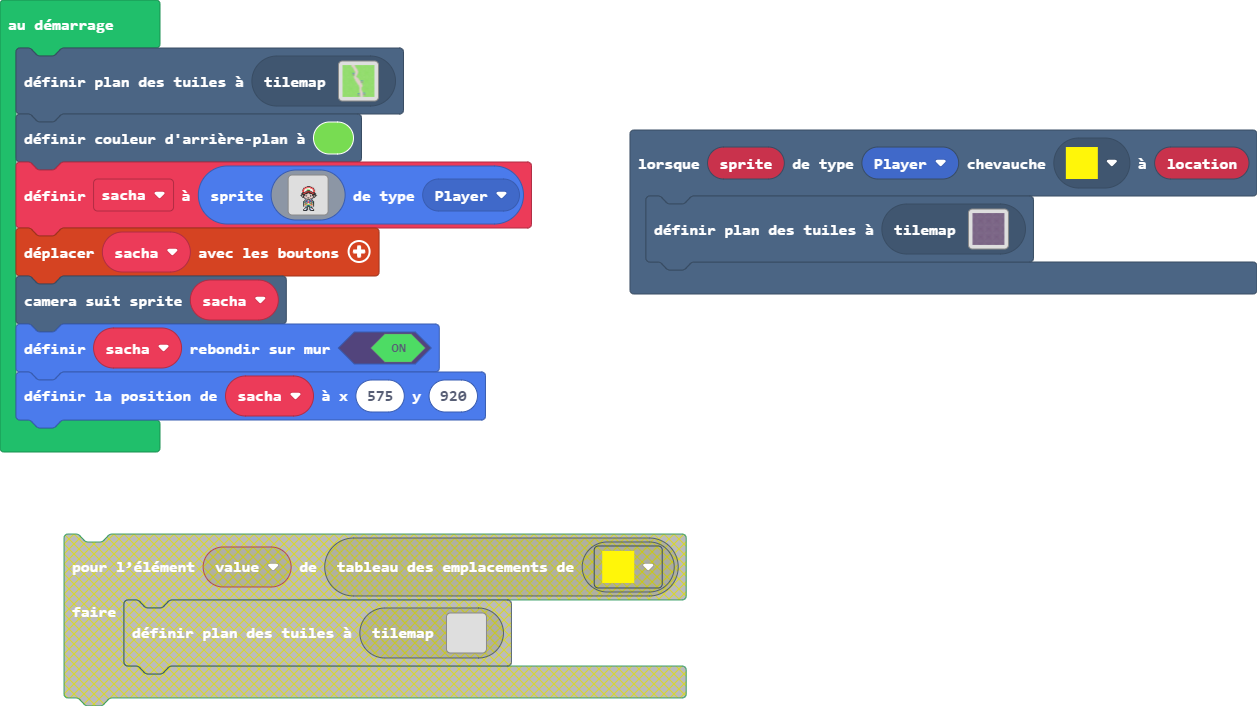 au démarrage
définir plan des tuiles à tilemap
définir couleur d'arrière-plan à
définir sacha à sprite de type Player
déplacer sacha avec les boutons
camera suit sprite sacha
définir sacha rebondir sur mur ON
définir la position de sacha à x 575 y 920
lorsque sprite de type Player chevauche à location
définir plan des tuiles à tilemap
pour l’élément value de tableau des emplacements de
faire
définir plan des tuiles à tilemap